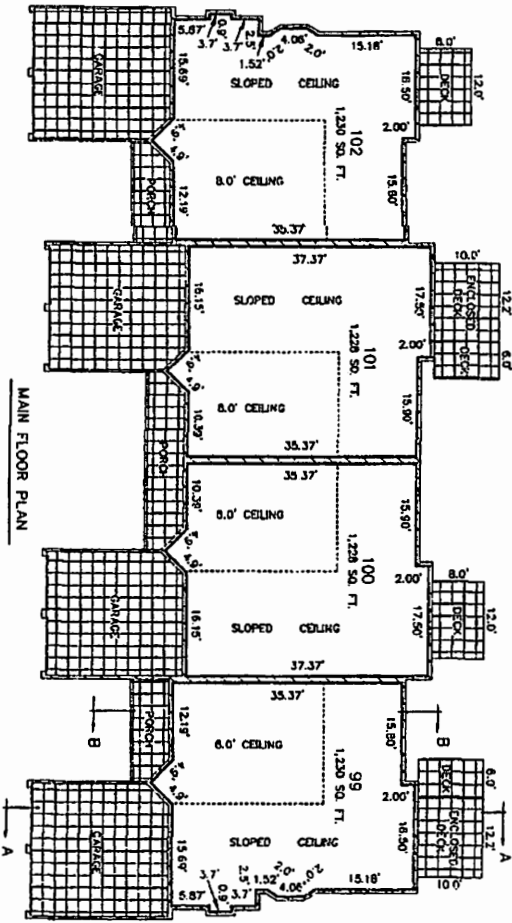 5.87'
3.7'
0.9'
3.7'
2.5'
1.52'
2.0'
4.06'
2.0'
15.18'
8.0'
12.0'
DECK
18.50'
2.00'
15.80'
GARAGE
15.69'
SLOPED CEILING
102
1,230 SQ. FT.
8.0' CEILING
4.9'
4.9'
PORCH
12.19'
35.37'
37.37'
10.0'
12.2'
ENCLOSED
DECK
DECK
6.0'
17.50'
2.00'
15.90'
GARAGE
16.15'
SLOPED CEILING
101
1,228 SQ. FT.
8.0' CEILING
4.9'
4.9'
10.39'
PORCH
35.37'
35.37'
10.39'
8.0' CEILING
100
1,228 SQ. FT.
15.90'
2.00'
8.0'
12.0'
DECK
17.50'
4.9'
4.9'
GARAGE
16.15'
SLOPED CEILING
37.37'
35.37'
PORCH
12.19'
8.0' CEILING
99
1,230 SQ. FT.
15.80'
2.00'
B
B
6.0'
12.2'
DECK
ENCLOSED
DECK
10.0'
18.50'
4.9'
4.9'
GARAGE
15.69'
SLOPED CEILING
A
A
5.87'
3.7'
0.9'
3.7'
2.5'
1.52'
2.0'
4.06'
2.0'
15.18'
MAIN FLOOR PLAN